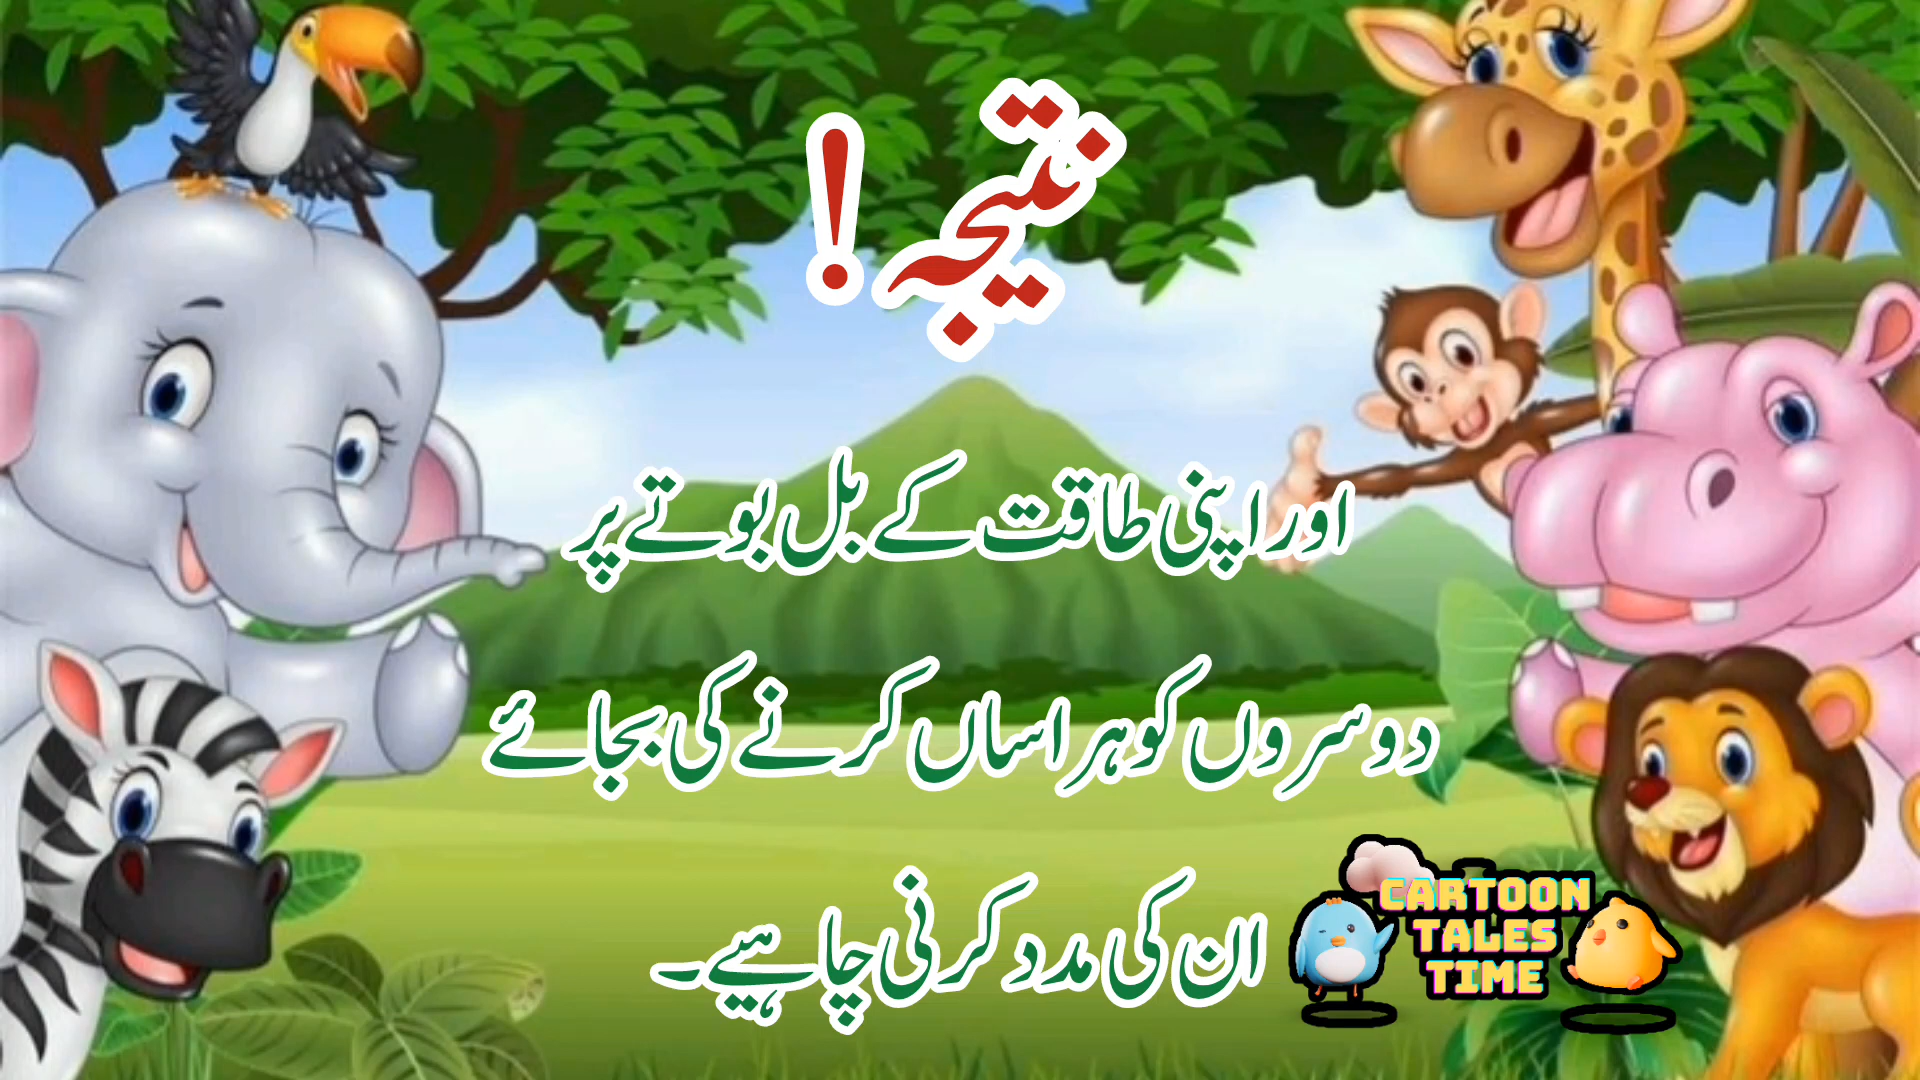 نتیجہ!
اور اپنی طاقت کے بل بوتے پر
دوسروں کو ہراساں کرنے کی بجائے
ان کی مدد کرنی چاہیے۔
CARTOON
TALES
TIME